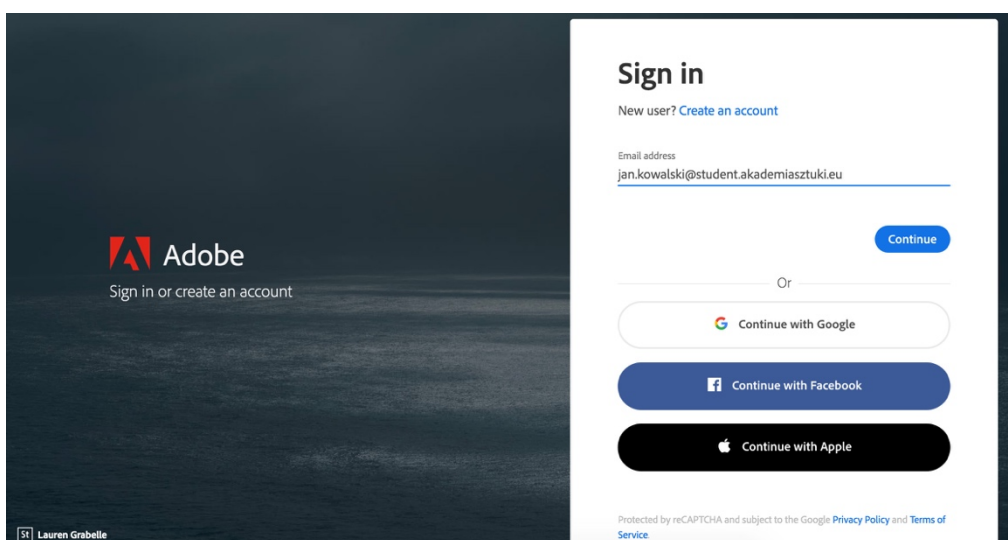 Adobe
Sign in or create an account
St Lauren Grabelle
Sign in
New user? Create an account
Email address
jan.kowalski@student.akademiasztuki.eu
Continue
Or
Continue with Google
Continue with Facebook
Continue with Apple
Protected by reCAPTCHA and subject to the Google Privacy Policy and Terms of
Service.